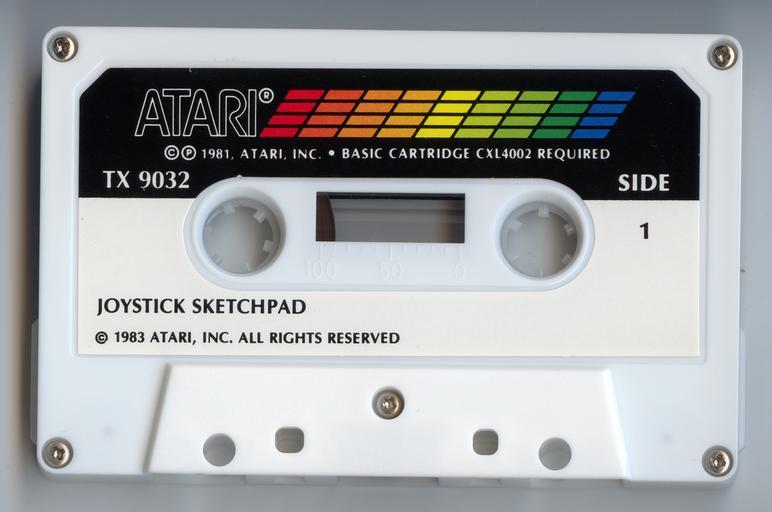 ATARI®
©℗ 1981, ATARI, INC. • BASIC CARTRIDGE CXL4002 REQUIRED
TX 9032 SIDE
1
100 50 0
JOYSTICK SKETCHPAD
© 1983 ATARI, INC. ALL RIGHTS RESERVED